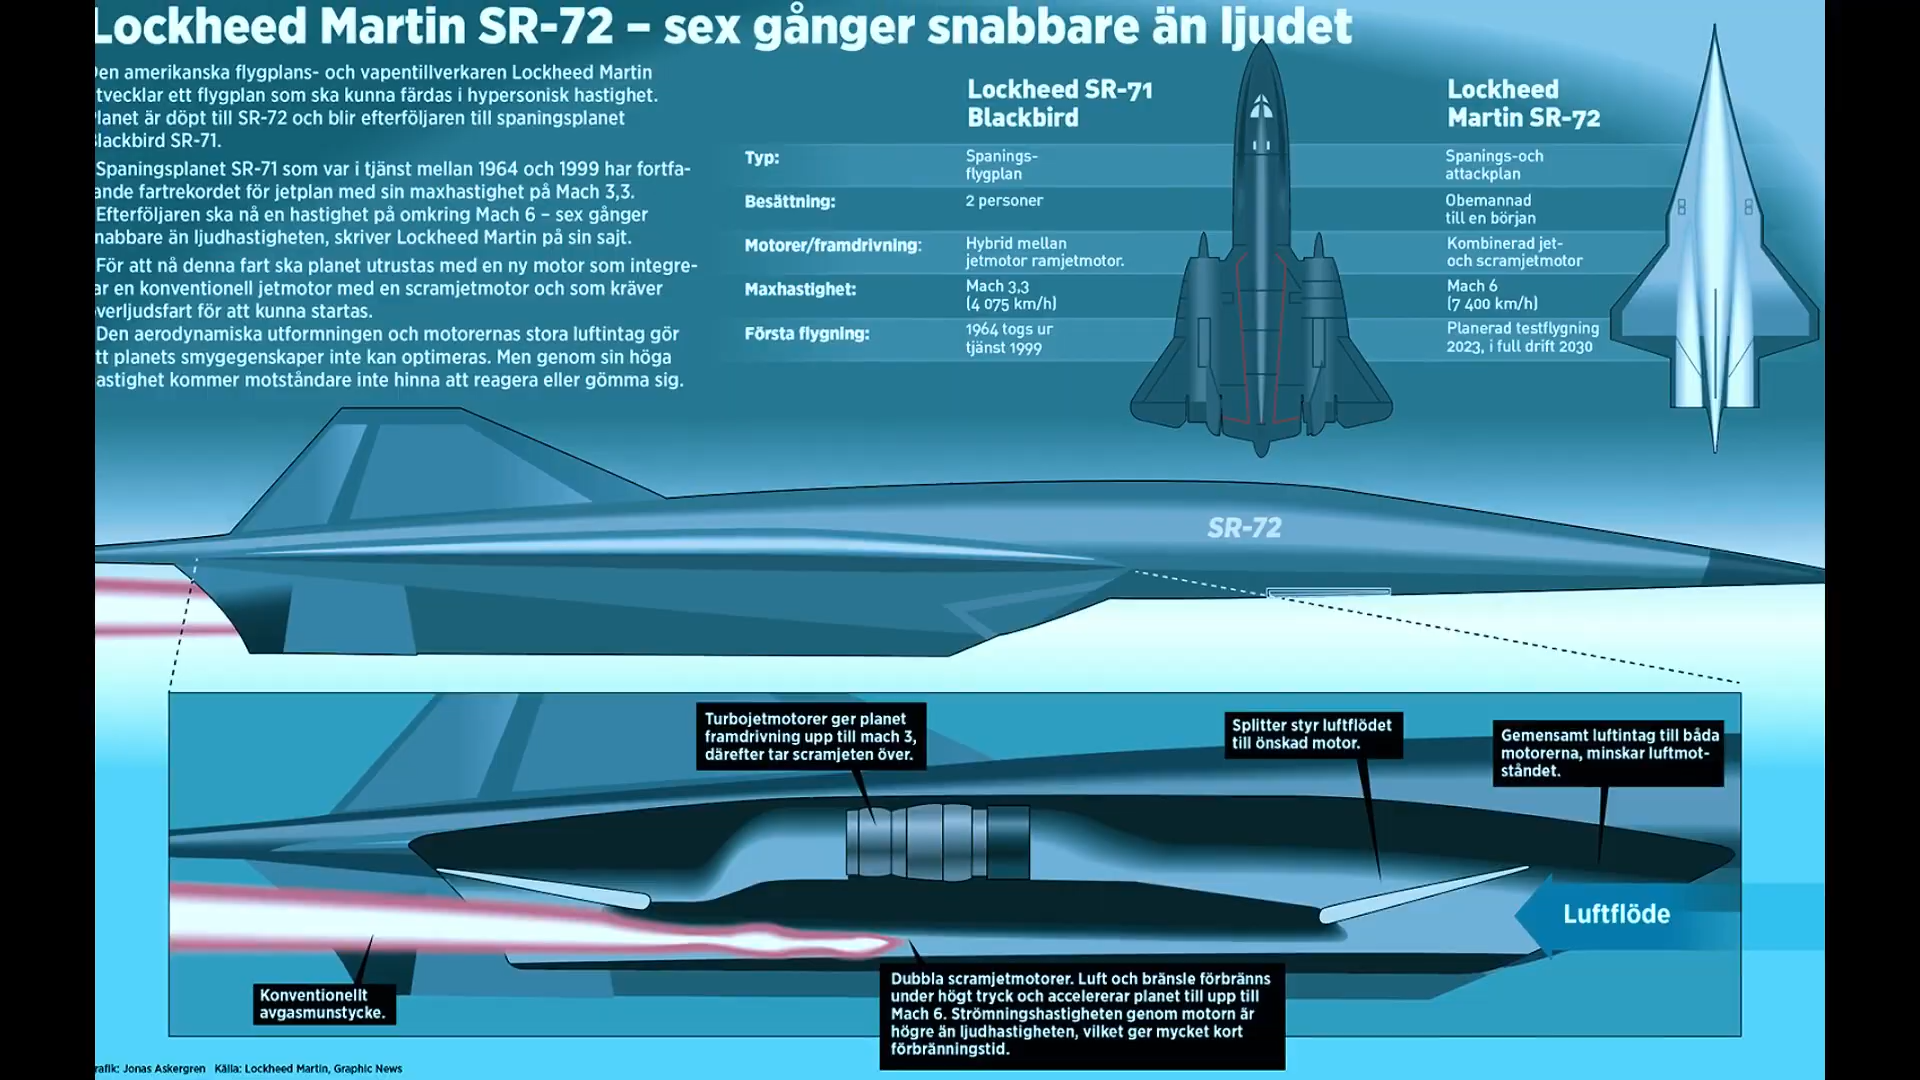 Lockheed Martin SR-72 – sex gånger snabbare än ljudet
en amerikanska flygplans- och vapentillverkaren Lockheed Martin
tvecklar ett flygplan som ska kunna färdas i hypersonisk hastighet.
lanet är döpt till SR-72 och blir efterföljaren till spaningsplanet
lackbird SR-71.
Spaningsplanet SR-71 som var i tjänst mellan 1964 och 1999 har fortfa-
ande fartrekordet för jetplan med sin maxhastighet på Mach 3,3.
Efterföljaren ska nå en hastighet på omkring Mach 6 – sex gånger
nabbare än ljudhastigheten, skriver Lockheed Martin på sin sajt.
För att nå denna fart ska planet utrustas med en ny motor som integre-
ar en konventionell jetmotor med en scramjetmotor och som kräver
verljudsfart för att kunna startas.
Den aerodynamiska utformningen och motorernas stora luftintag gör
tt planets smygegenskaper inte kan optimeras. Men genom sin höga
astighet kommer motståndare inte hinna att reagera eller gömma sig.
Lockheed SR-71
Blackbird
Lockheed
Martin SR-72
Typ:
Spanings-
flygplan
Spanings-och
attackplan
Besättning:
2 personer
Obemannad
till en början
Motorer/framdrivning:
Hybrid mellan
jetmotor ramjetmotor.
Kombinerad jet-
och scramjetmotor
Maxhastighet:
Mach 3,3
(4 075 km/h)
Mach 6
(7 400 km/h)
Första flygning:
1964 togs ur
tjänst 1999
Planerad testflygning
2023, i full drift 2030
SR-72
Turbojetmotorer ger planet
framdrivning upp till mach 3,
därefter tar scramjeten över.
Splitter styr luftflödet
till önskad motor.
Gemensamt luftintag till båda
motorerna, minskar luftmot-
ståndet.
Luftflöde
Konventionellt
avgasmunstycke.
Dubbla scramjetmotorer. Luft och bränsle förbränns
under högt tryck och accelererar planet till upp till
Mach 6. Strömningshastigheten genom motorn är
högre än ljudhastigheten, vilket ger mycket kort
förbränningstid.
rafik: Jonas Askergren Källa: Lockheed Martin, Graphic News